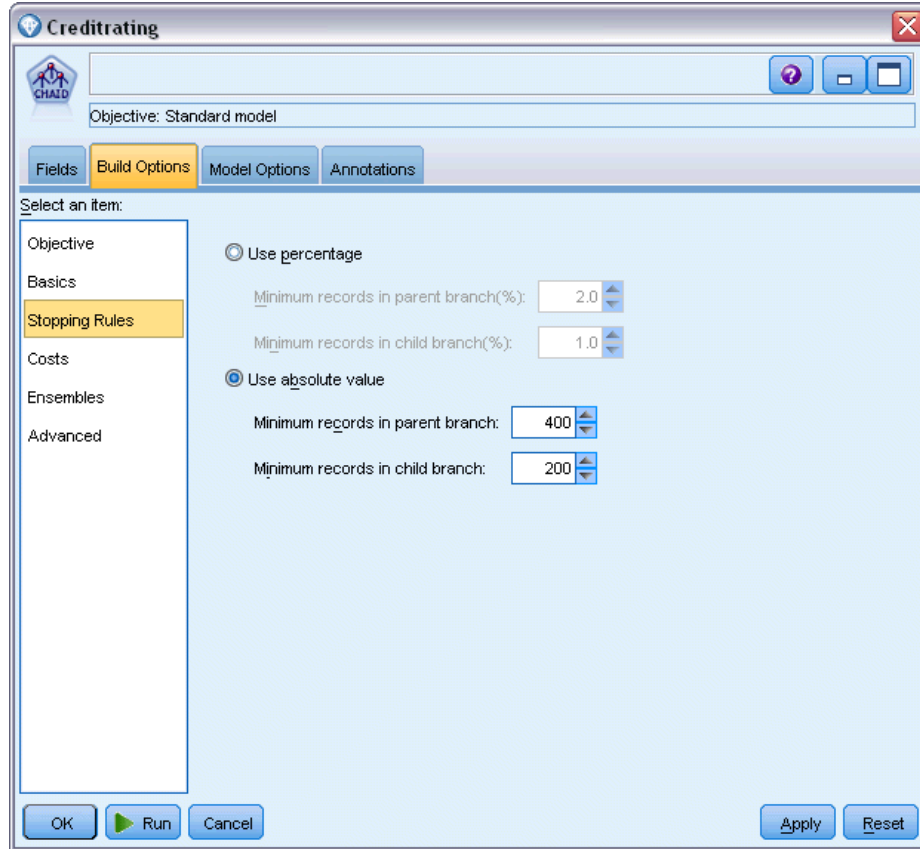 Creditrating
CHAID
Objective: Standard model
Fields Build Options Model Options Annotations
Select an item:
Objective
Basics
Stopping Rules
Costs
Ensembles
Advanced
Use percentage
Minimum records in parent branch(%): 2.0
Minimum records in child branch(%): 1.0
Use absolute value
Minimum records in parent branch: 400
Minimum records in child branch: 200
OK Run Cancel Apply Reset